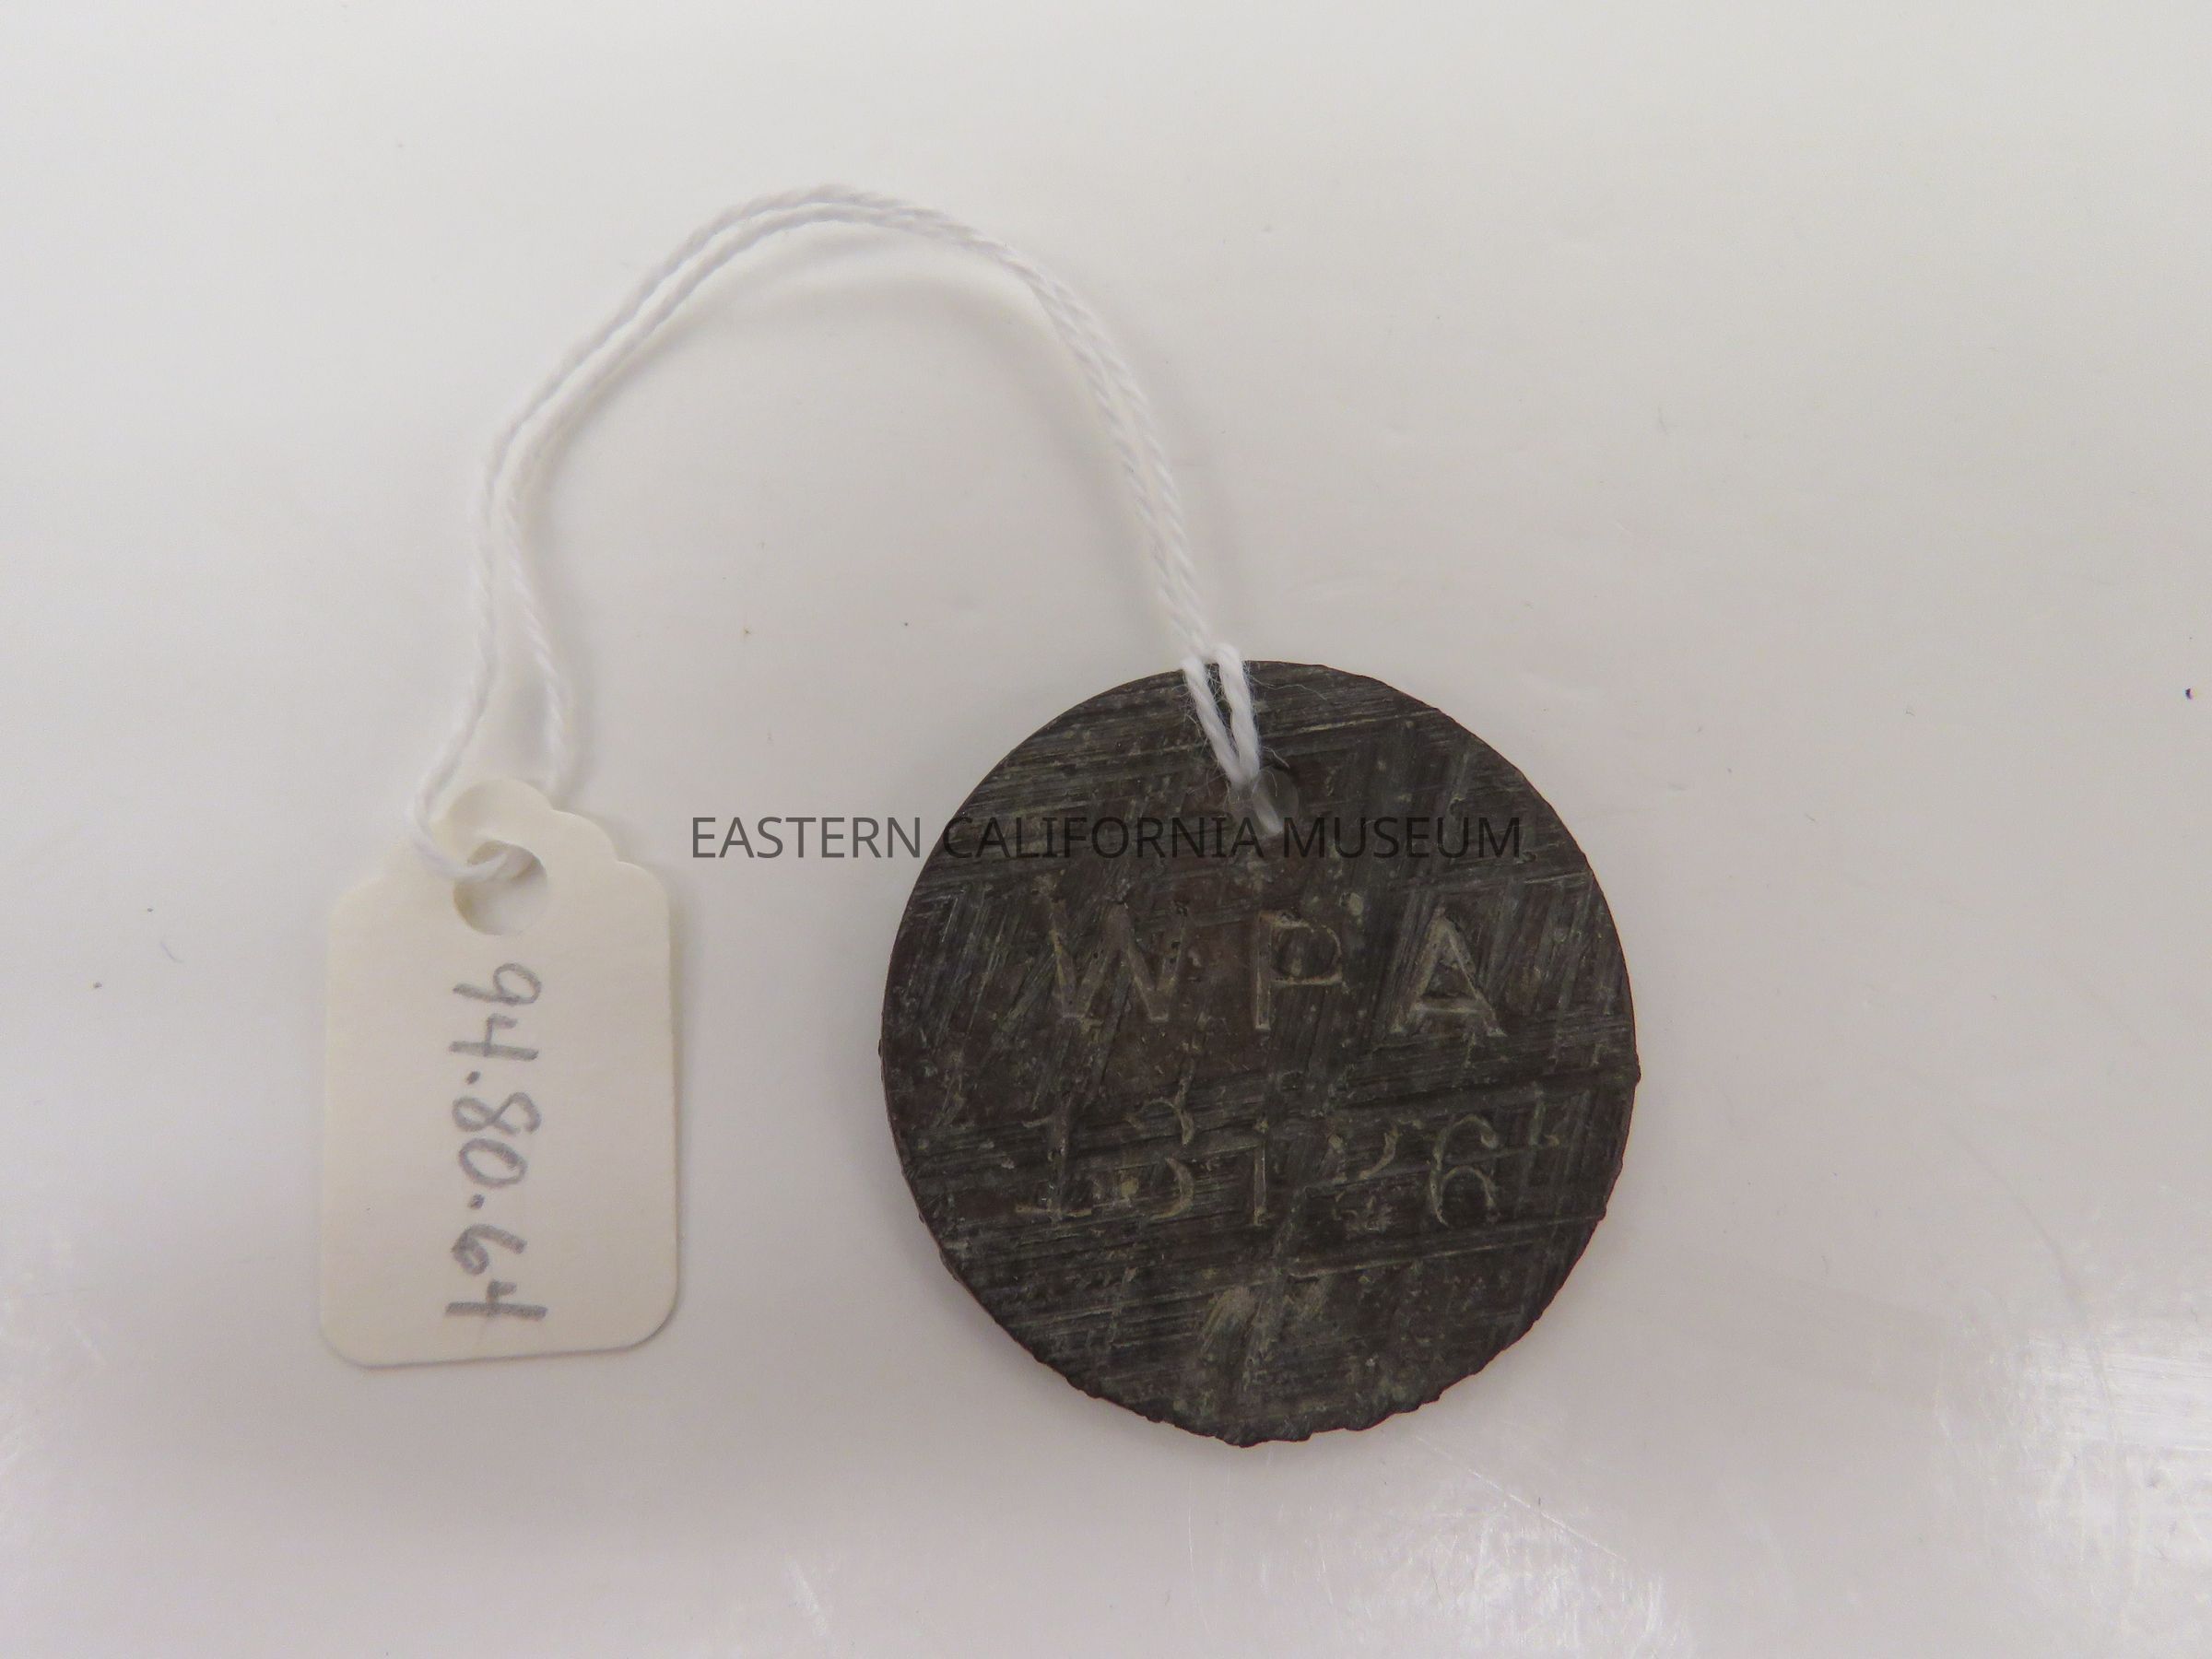 EASTERN CALIFORNIA MUSEUM
94.80.64
WPA